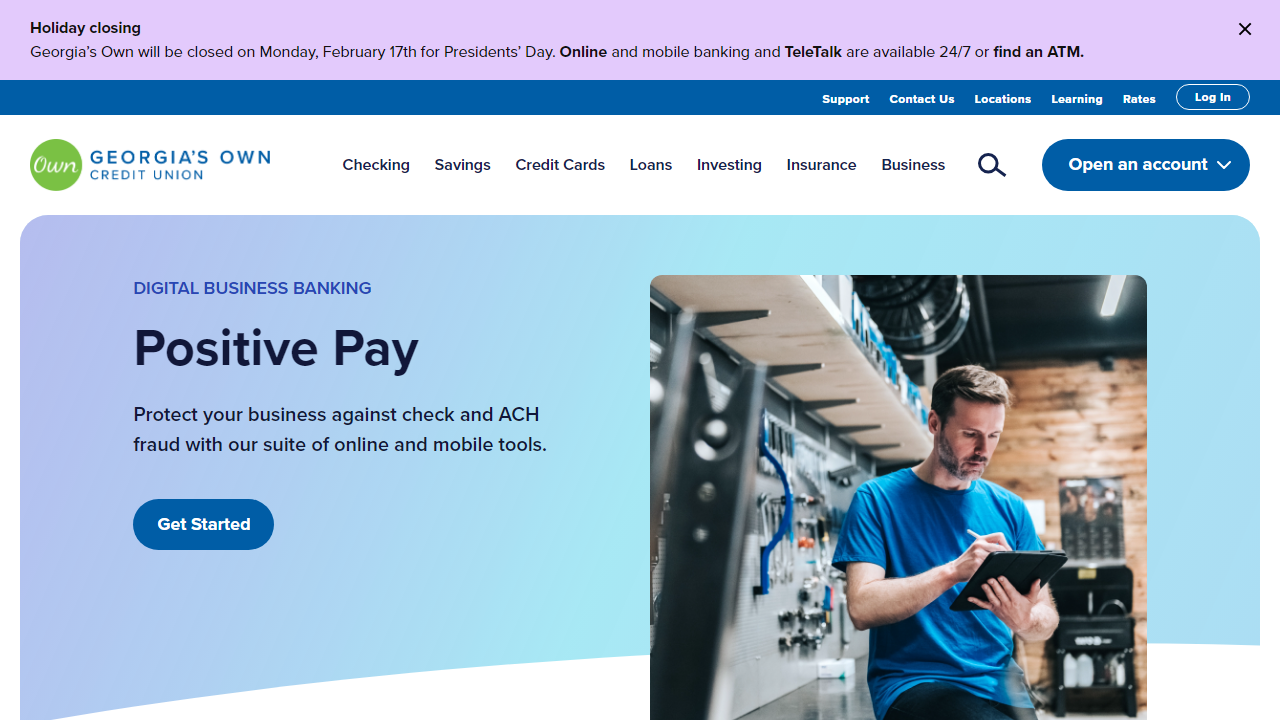 Holiday closing
Georgia’s Own will be closed on Monday, February 17th for Presidents’ Day. Online and mobile banking and TeleTalk are available 24/7 or find an ATM.
Support Contact Us Locations Learning Rates Log In
Own GEORGIA’S OWN
CREDIT UNION
Checking Savings Credit Cards Loans Investing Insurance Business Open an account
DIGITAL BUSINESS BANKING
Positive Pay
Protect your business against check and ACH
fraud with our suite of online and mobile tools.
Get Started